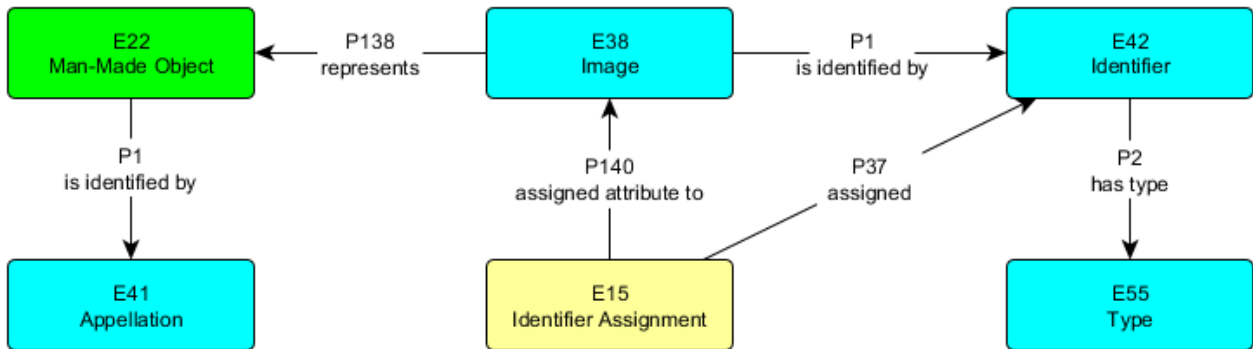 E22
Man-Made Object
P138
represents
E38
Image
P1
is identified by
E42
Identifier
P1
is identified by
P140
assigned attribute to
P37
assigned
P2
has type
E41
Appellation
E15
Identifier Assignment
E55
Type